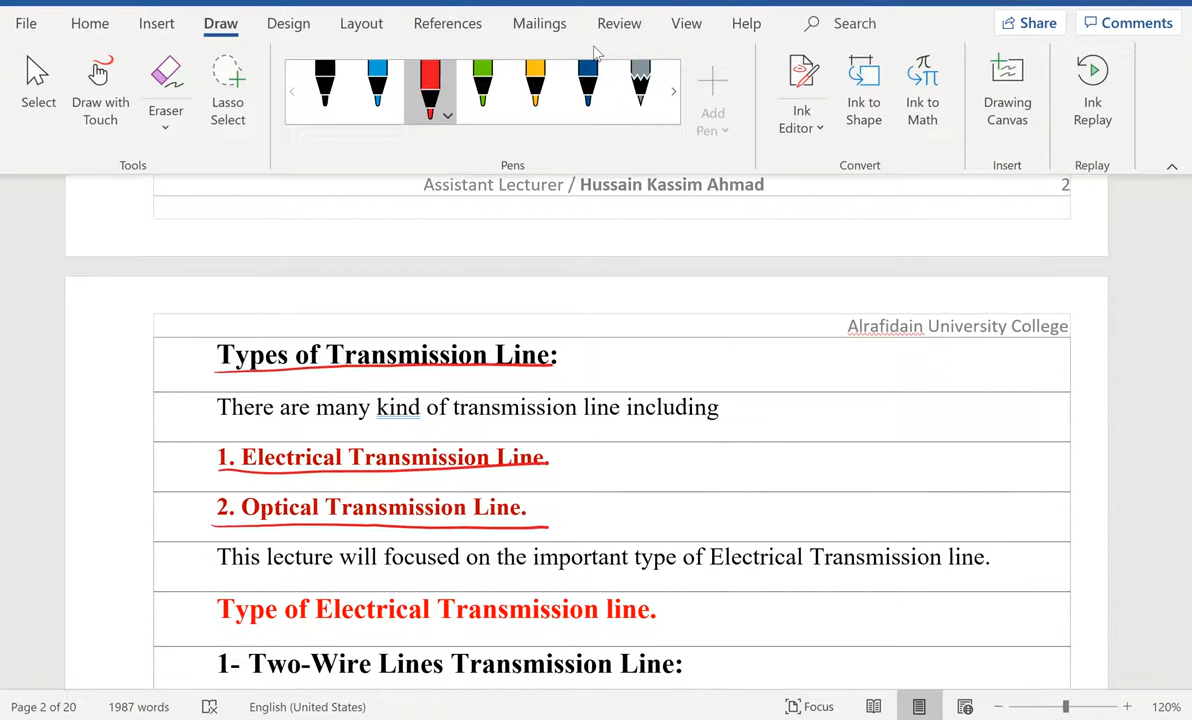 File Home Insert Draw Design Layout References Mailings Review View Help Search Share Comments
Select
Draw with Touch
Eraser
Lasso Select
Add Pen
Ink Editor
Ink to Shape
Ink to Math
Drawing Canvas
Ink Replay
Tools Pens Convert Insert Replay
Assistant Lecturer / Hussain Kassim Ahmad 2
Alrafidain University College
Types of Transmission Line:
There are many kind of transmission line including
1. Electrical Transmission Line.
2. Optical Transmission Line.
This lecture will focused on the important type of Electrical Transmission line.
Type of Electrical Transmission line.
1- Two-Wire Lines Transmission Line:
Page 2 of 20 1987 words English (United States) Focus 120%